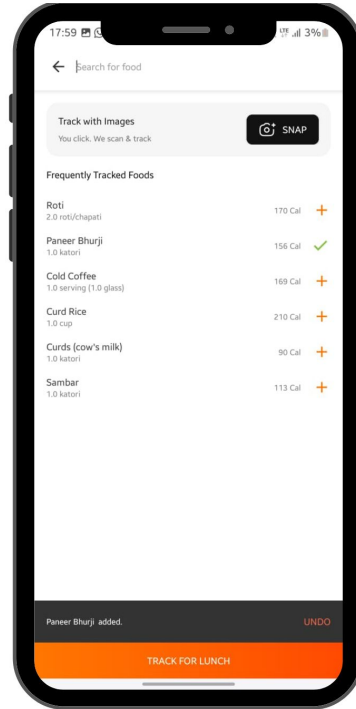 17:59
LTE 3%
Search for food
Track with Images
You click. We scan & track
SNAP
Frequently Tracked Foods
Roti
2.0 roti/chapati
170 Cal
Paneer Bhurji
1.0 katori
156 Cal
Cold Coffee
1.0 serving (1.0 glass)
169 Cal
Curd Rice
1.0 cup
210 Cal
Curds (cow's milk)
1.0 katori
90 Cal
Sambar
1.0 katori
113 Cal
Paneer Bhurji added.
UNDO
TRACK FOR LUNCH